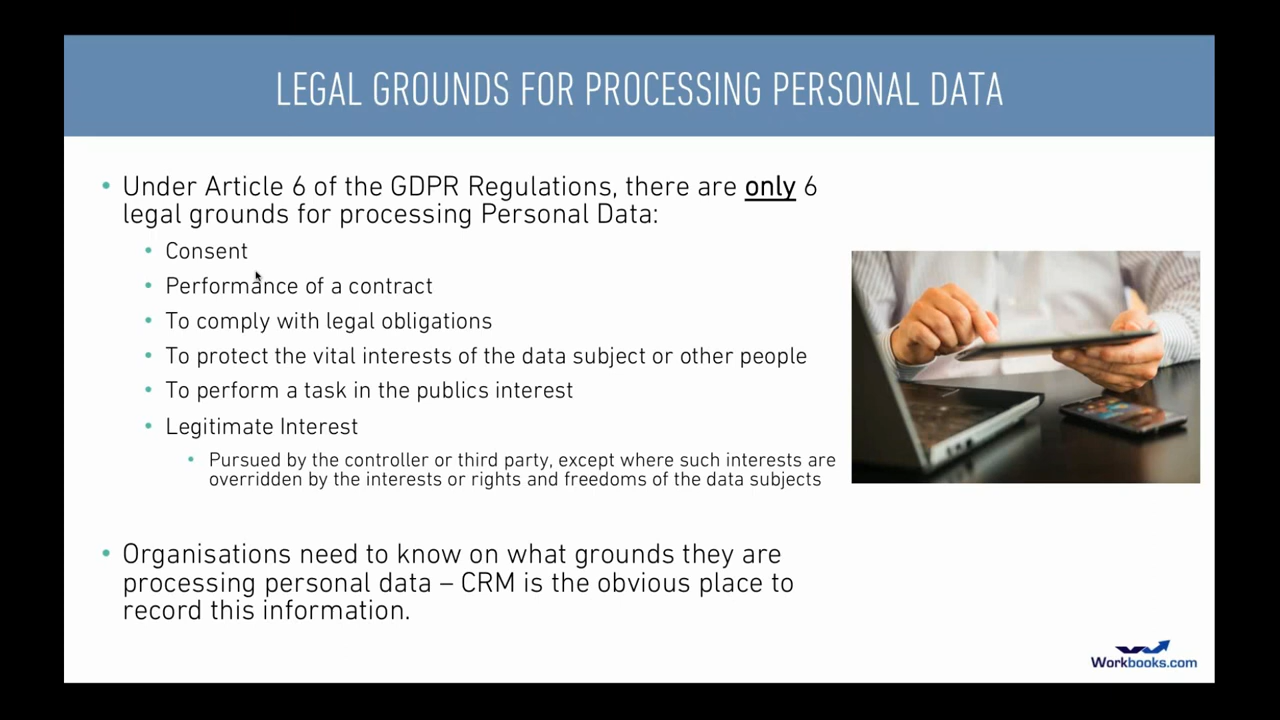 LEGAL GROUNDS FOR PROCESSING PERSONAL DATA
• Under Article 6 of the GDPR Regulations, there are only 6
legal grounds for processing Personal Data:
• Consent
• Performance of a contract
• To comply with legal obligations
• To protect the vital interests of the data subject or other people
• To perform a task in the publics interest
• Legitimate Interest
• Pursued by the controller or third party, except where such interests are
overridden by the interests or rights and freedoms of the data subjects
• Organisations need to know on what grounds they are
processing personal data – CRM is the obvious place to
record this information.
Workbooks.com